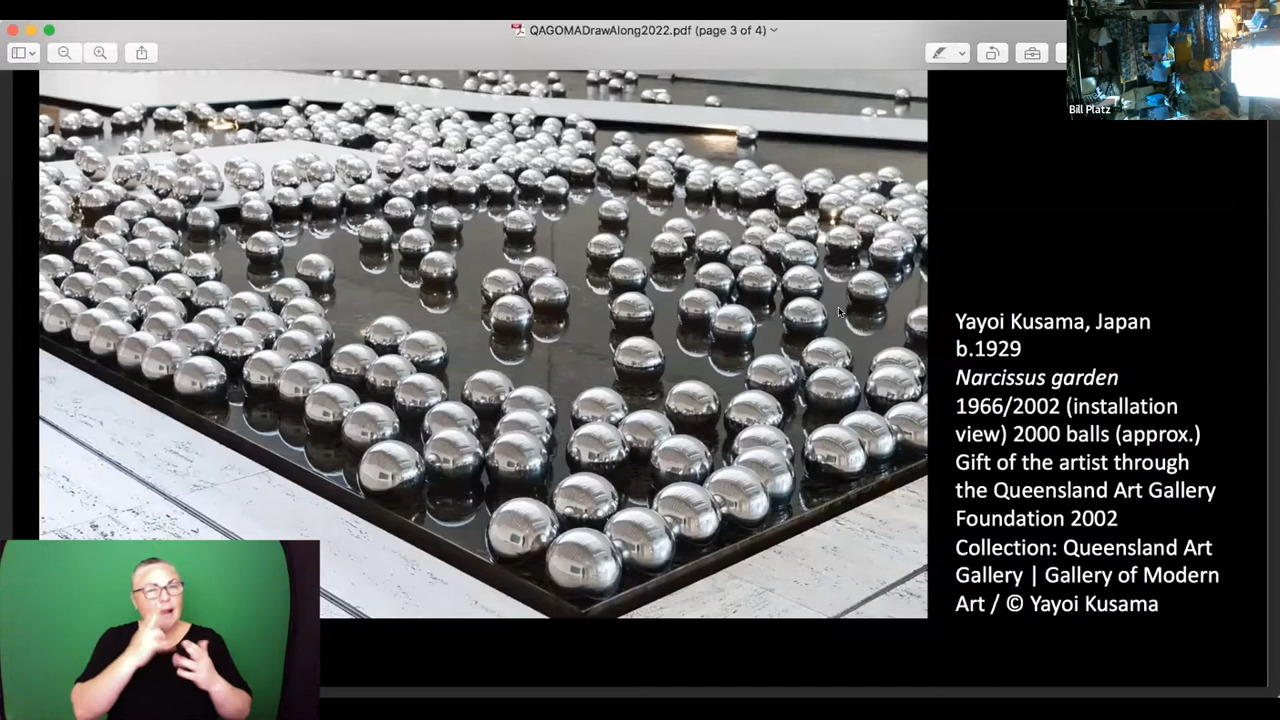 QAGOMADrawAlong2022.pdf (page 3 of 4)
Bill Platz
Yayoi Kusama, Japan
b.1929
Narcissus garden
1966/2002 (installation
view) 2000 balls (approx.)
Gift of the artist through
the Queensland Art Gallery
Foundation 2002
Collection: Queensland Art
Gallery | Gallery of Modern
Art / © Yayoi Kusama